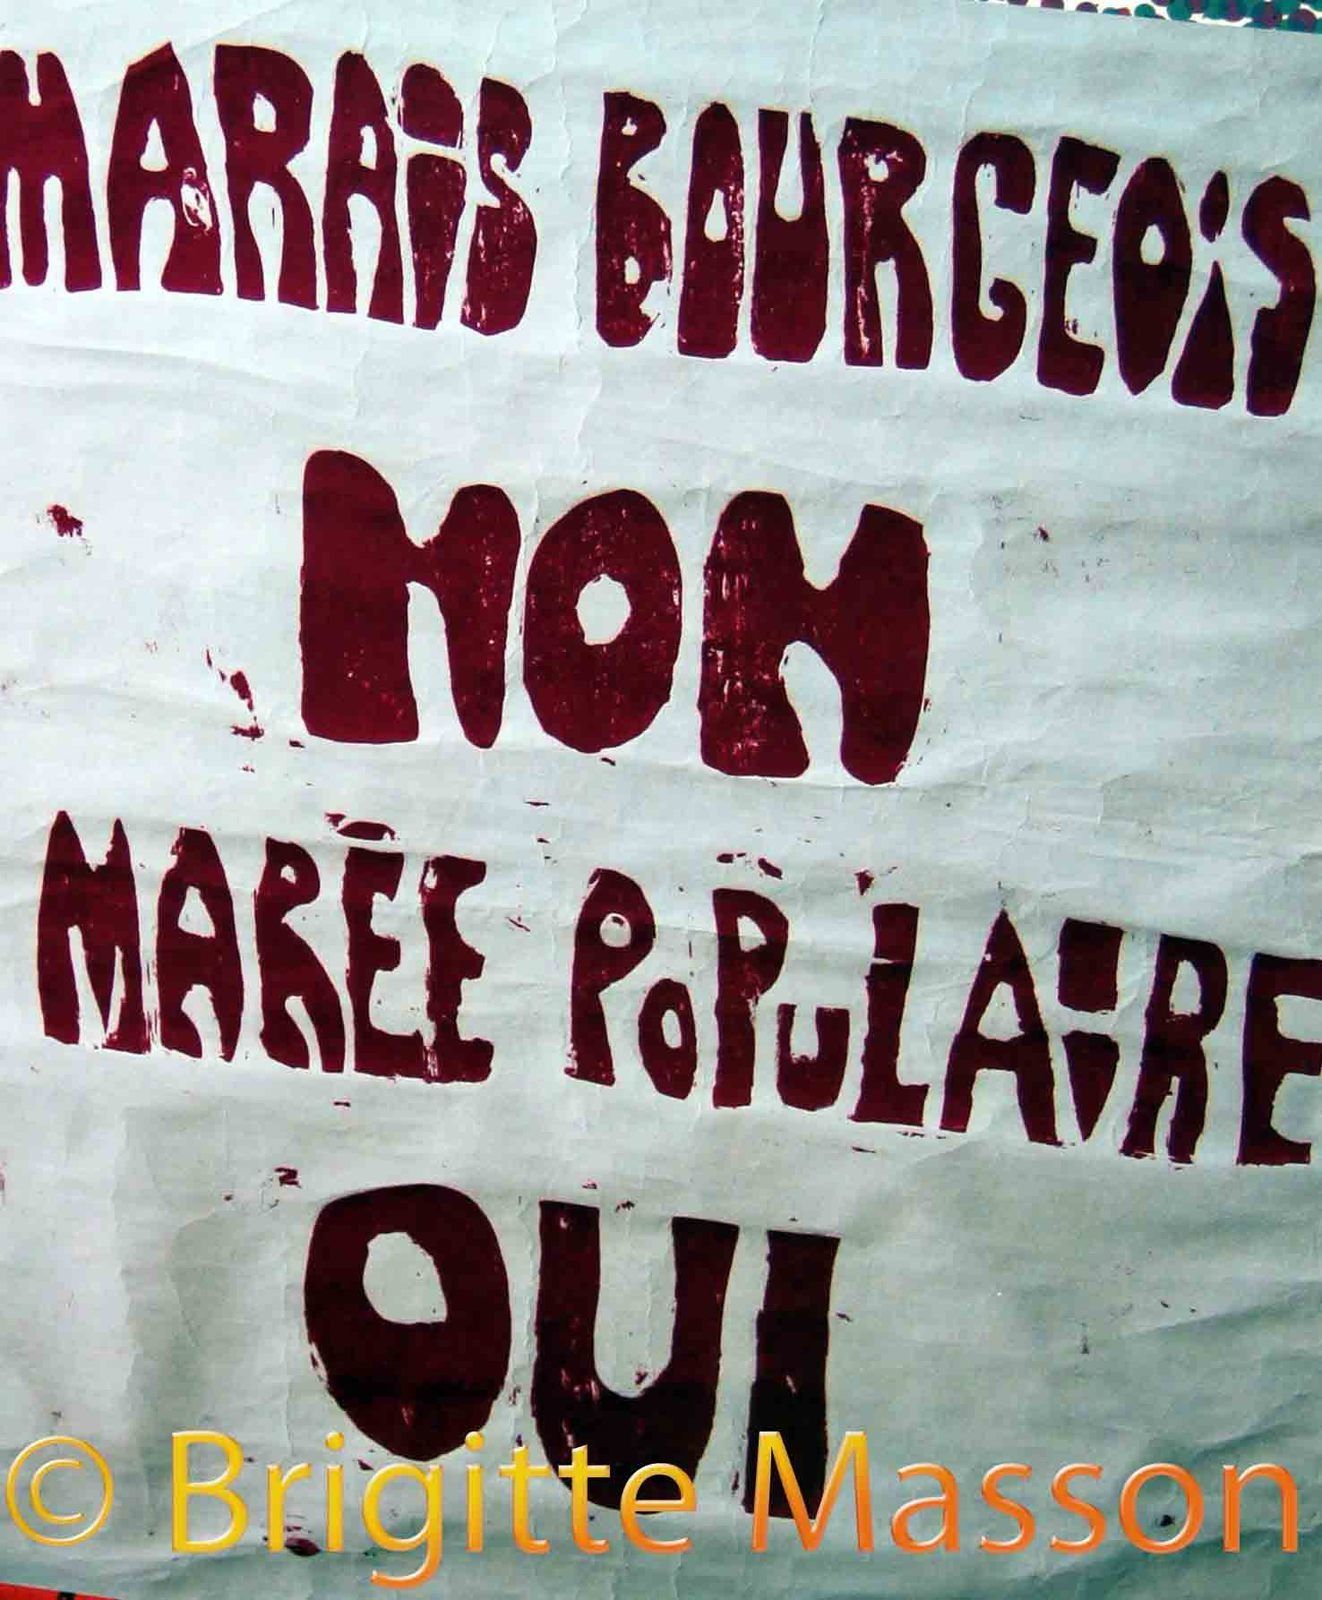 MARAiS BOURGEOiS
NON
MARÉE POPULAiRE
OUI
© Brigitte Masson